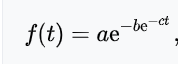 f(t) = ae^{-be^{-ct}},